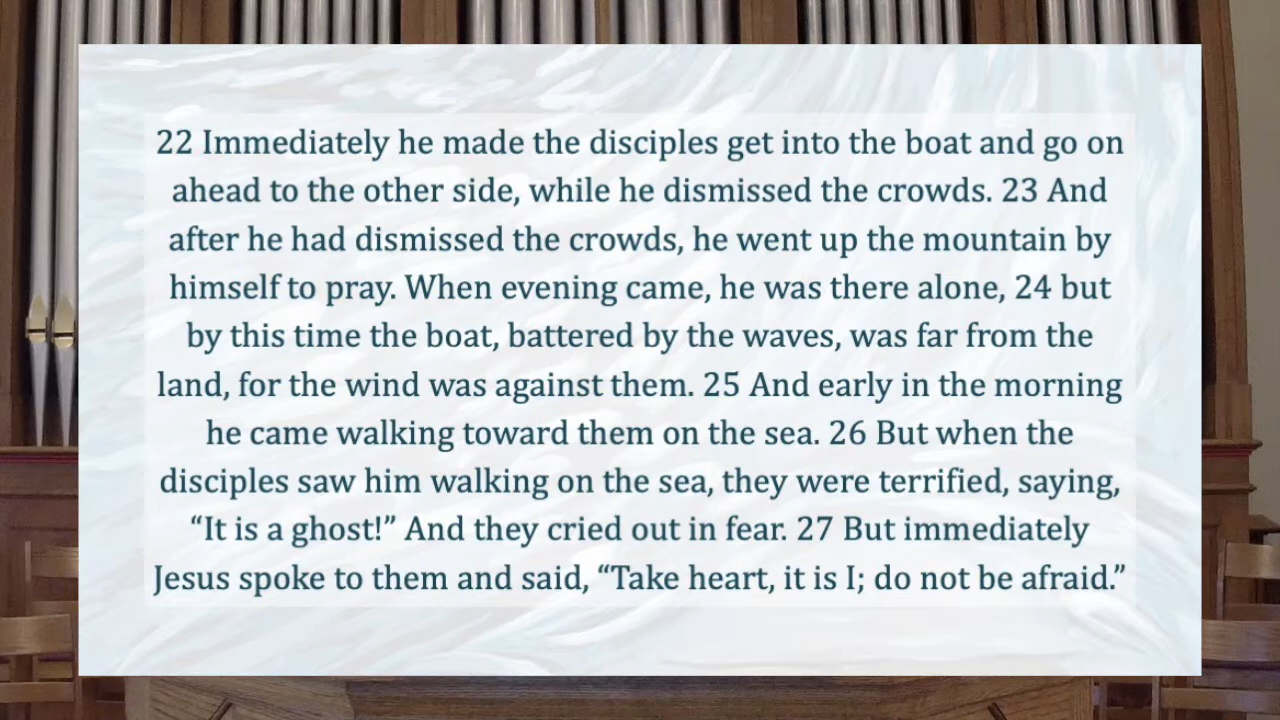 22 Immediately he made the disciples get into the boat and go on
ahead to the other side, while he dismissed the crowds. 23 And
after he had dismissed the crowds, he went up the mountain by
himself to pray. When evening came, he was there alone, 24 but
by this time the boat, battered by the waves, was far from the
land, for the wind was against them. 25 And early in the morning
he came walking toward them on the sea. 26 But when the
disciples saw him walking on the sea, they were terrified, saying,
“It is a ghost!” And they cried out in fear. 27 But immediately
Jesus spoke to them and said, “Take heart, it is I; do not be afraid.”